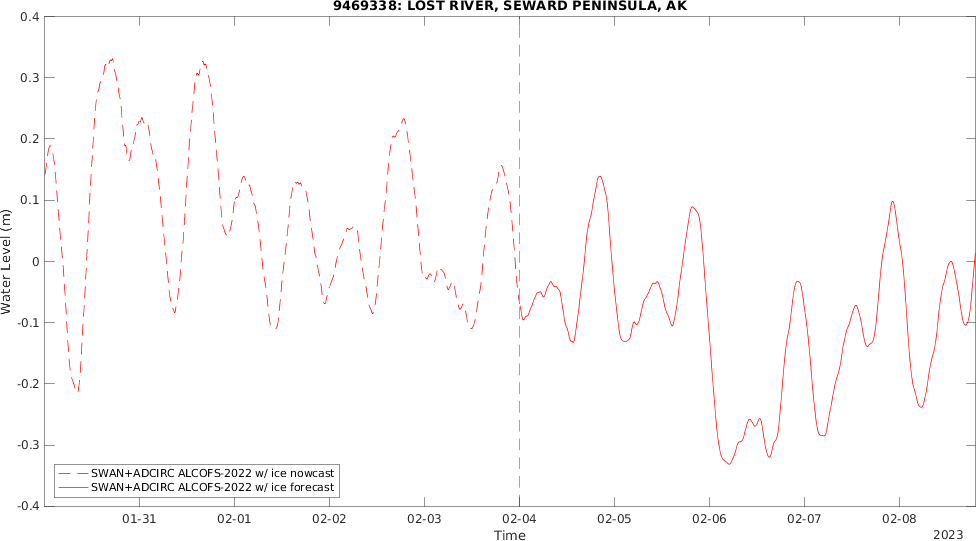 9469338: LOST RIVER, SEWARD PENINSULA, AK
0.4
0.3
0.2
0.1
0
-0.1
-0.2
-0.3
-0.4
Water Level (m)
SWAN+ADCIRC ALCOFS-2022 w/ ice nowcast
SWAN+ADCIRC ALCOFS-2022 w/ ice forecast
01-31 02-01 02-02 02-03 02-04 02-05 02-06 02-07 02-08
Time
2023